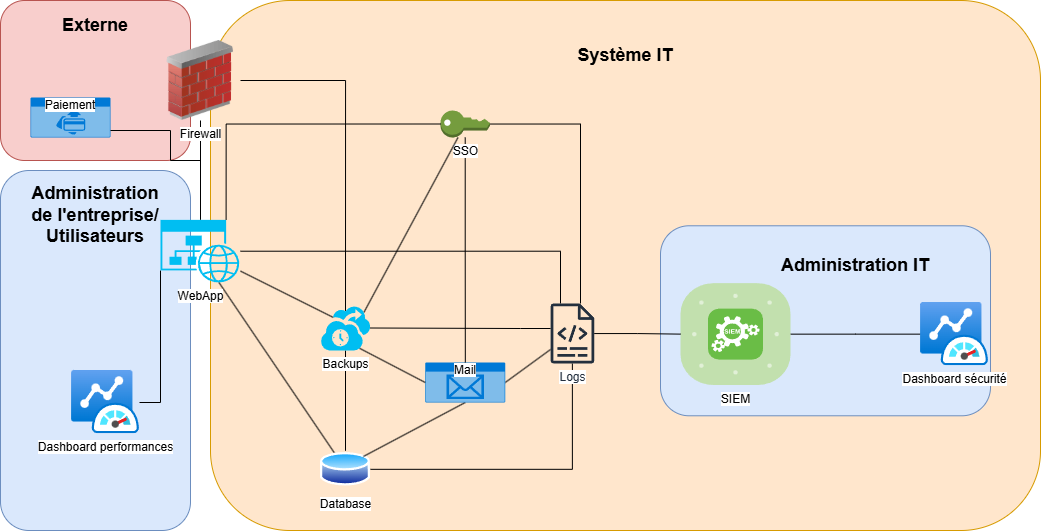 Externe
Système IT
Paiement
Firewall
SSO
Administration
de l'entreprise/
Utilisateurs
Administration IT
WebApp
SIEM
Backups
Mail
Logs
Dashboard sécurité
SIEM
Dashboard performances
Database